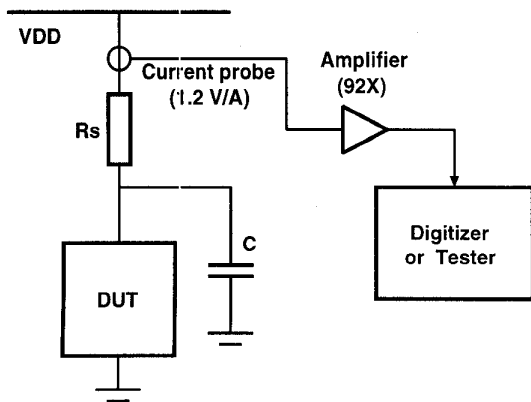 VDD
Current probe
(1.2 V/A)
Amplifier
(92X)
Rs
C
DUT
Digitizer
or Tester